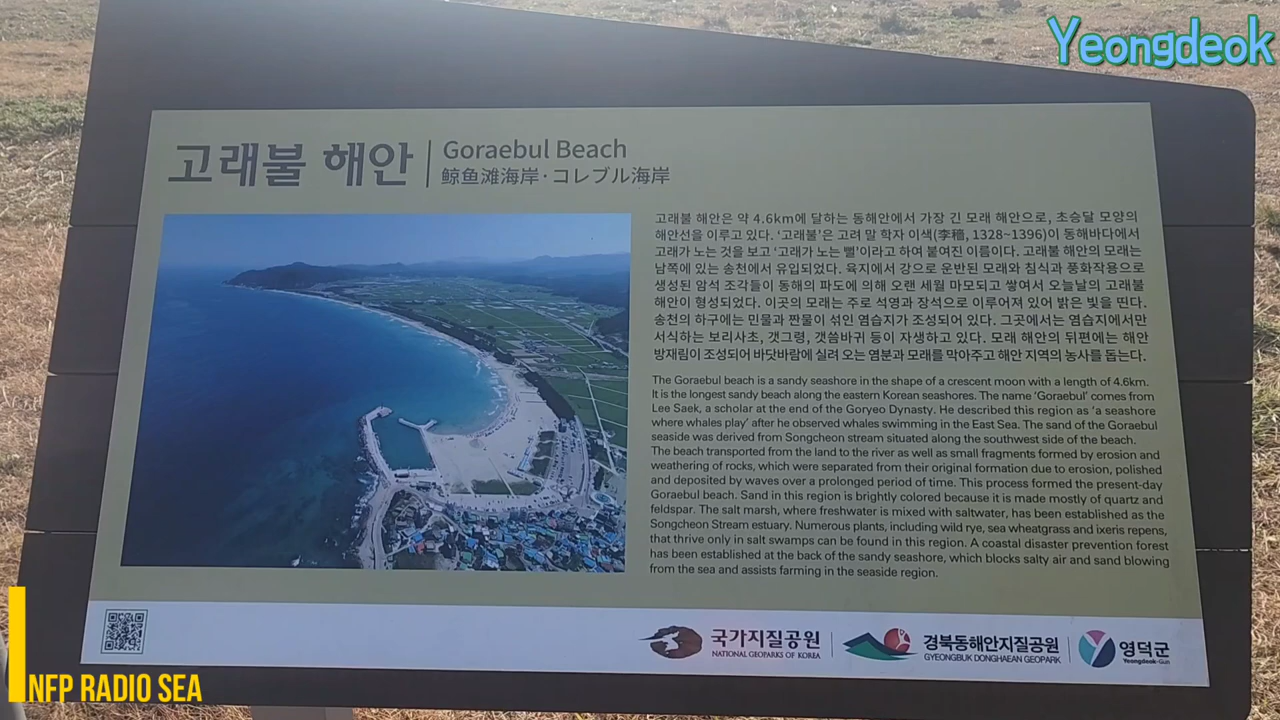 Yeongdeok
고래불 해안
Goraebul Beach
鲸鱼滩海岸·コレブル海岸
고래불 해안은 약 4.6km에 달하는 동해안에서 가장 긴 모래 해안으로, 초승달 모양의
해안선을 이루고 있다. ‘고래불’은 고려 말 학자 이색(李穡, 1328~1396)이 동해바다에서
고래가 노는 것을 보고 ‘고래가 노는 뻘’이라고 하여 붙여진 이름이다. 고래불 해안의 모래는
남쪽에 있는 송천에서 유입되었다. 육지에서 강으로 운반된 모래와 침식과 풍화작용으로
생성된 암석 조각들이 동해의 파도에 의해 오랜 세월 마모되고 쌓여서 오늘날의 고래불
해안이 형성되었다. 이곳의 모래는 주로 석영과 장석으로 이루어져 있어 밝은 빛을 띤다.
송천의 하구에는 민물과 짠물이 섞인 염습지가 조성되어 있다. 그곳에서는 염습지에서만
서식하는 보리사초, 갯그령, 갯씀바귀 등이 자생하고 있다. 모래 해안의 뒤편에는 해안
방재림이 조성되어 바닷바람에 실려 오는 염분과 모래를 막아주고 해안 지역의 농사를 돕는다.
The Goraebul beach is a sandy seashore in the shape of a crescent moon with a length of 4.6km.
It is the longest sandy beach along the eastern Korean seashores. The name ‘Goraebul’ comes from
Lee Saek, a scholar at the end of the Goryeo Dynasty. He described this region as ‘a seashore
where whales play’ after he observed whales swimming in the East Sea. The sand of the Goraebul
seaside was derived from Songcheon stream situated along the southwest side of the beach.
The beach transported from the land to the river as well as small fragments formed by erosion and
weathering of rocks, which were separated from their original formation due to erosion, polished
and deposited by waves over a prolonged period of time. This process formed the present-day
Goraebul beach. Sand in this region is brightly colored because it is made mostly of quartz and
feldspar. The salt marsh, where freshwater is mixed with saltwater, has been established as the
Songcheon Stream estuary. Numerous plants, including wild rye, sea wheatgrass and ixeris repens,
that thrive only in salt swamps can be found in this region. A coastal disaster prevention forest
has been established at the back of the sandy seashore, which blocks salty air and sand blowing
from the sea and assists farming in the seaside region.
국가지질공원
NATIONAL GEOPARKS OF KOREA
경북동해안지질공원
GYEONGBUK DONGHAEAN GEOPARK
영덕군
Yeongdeok-Gun
NFP RADIO SEA